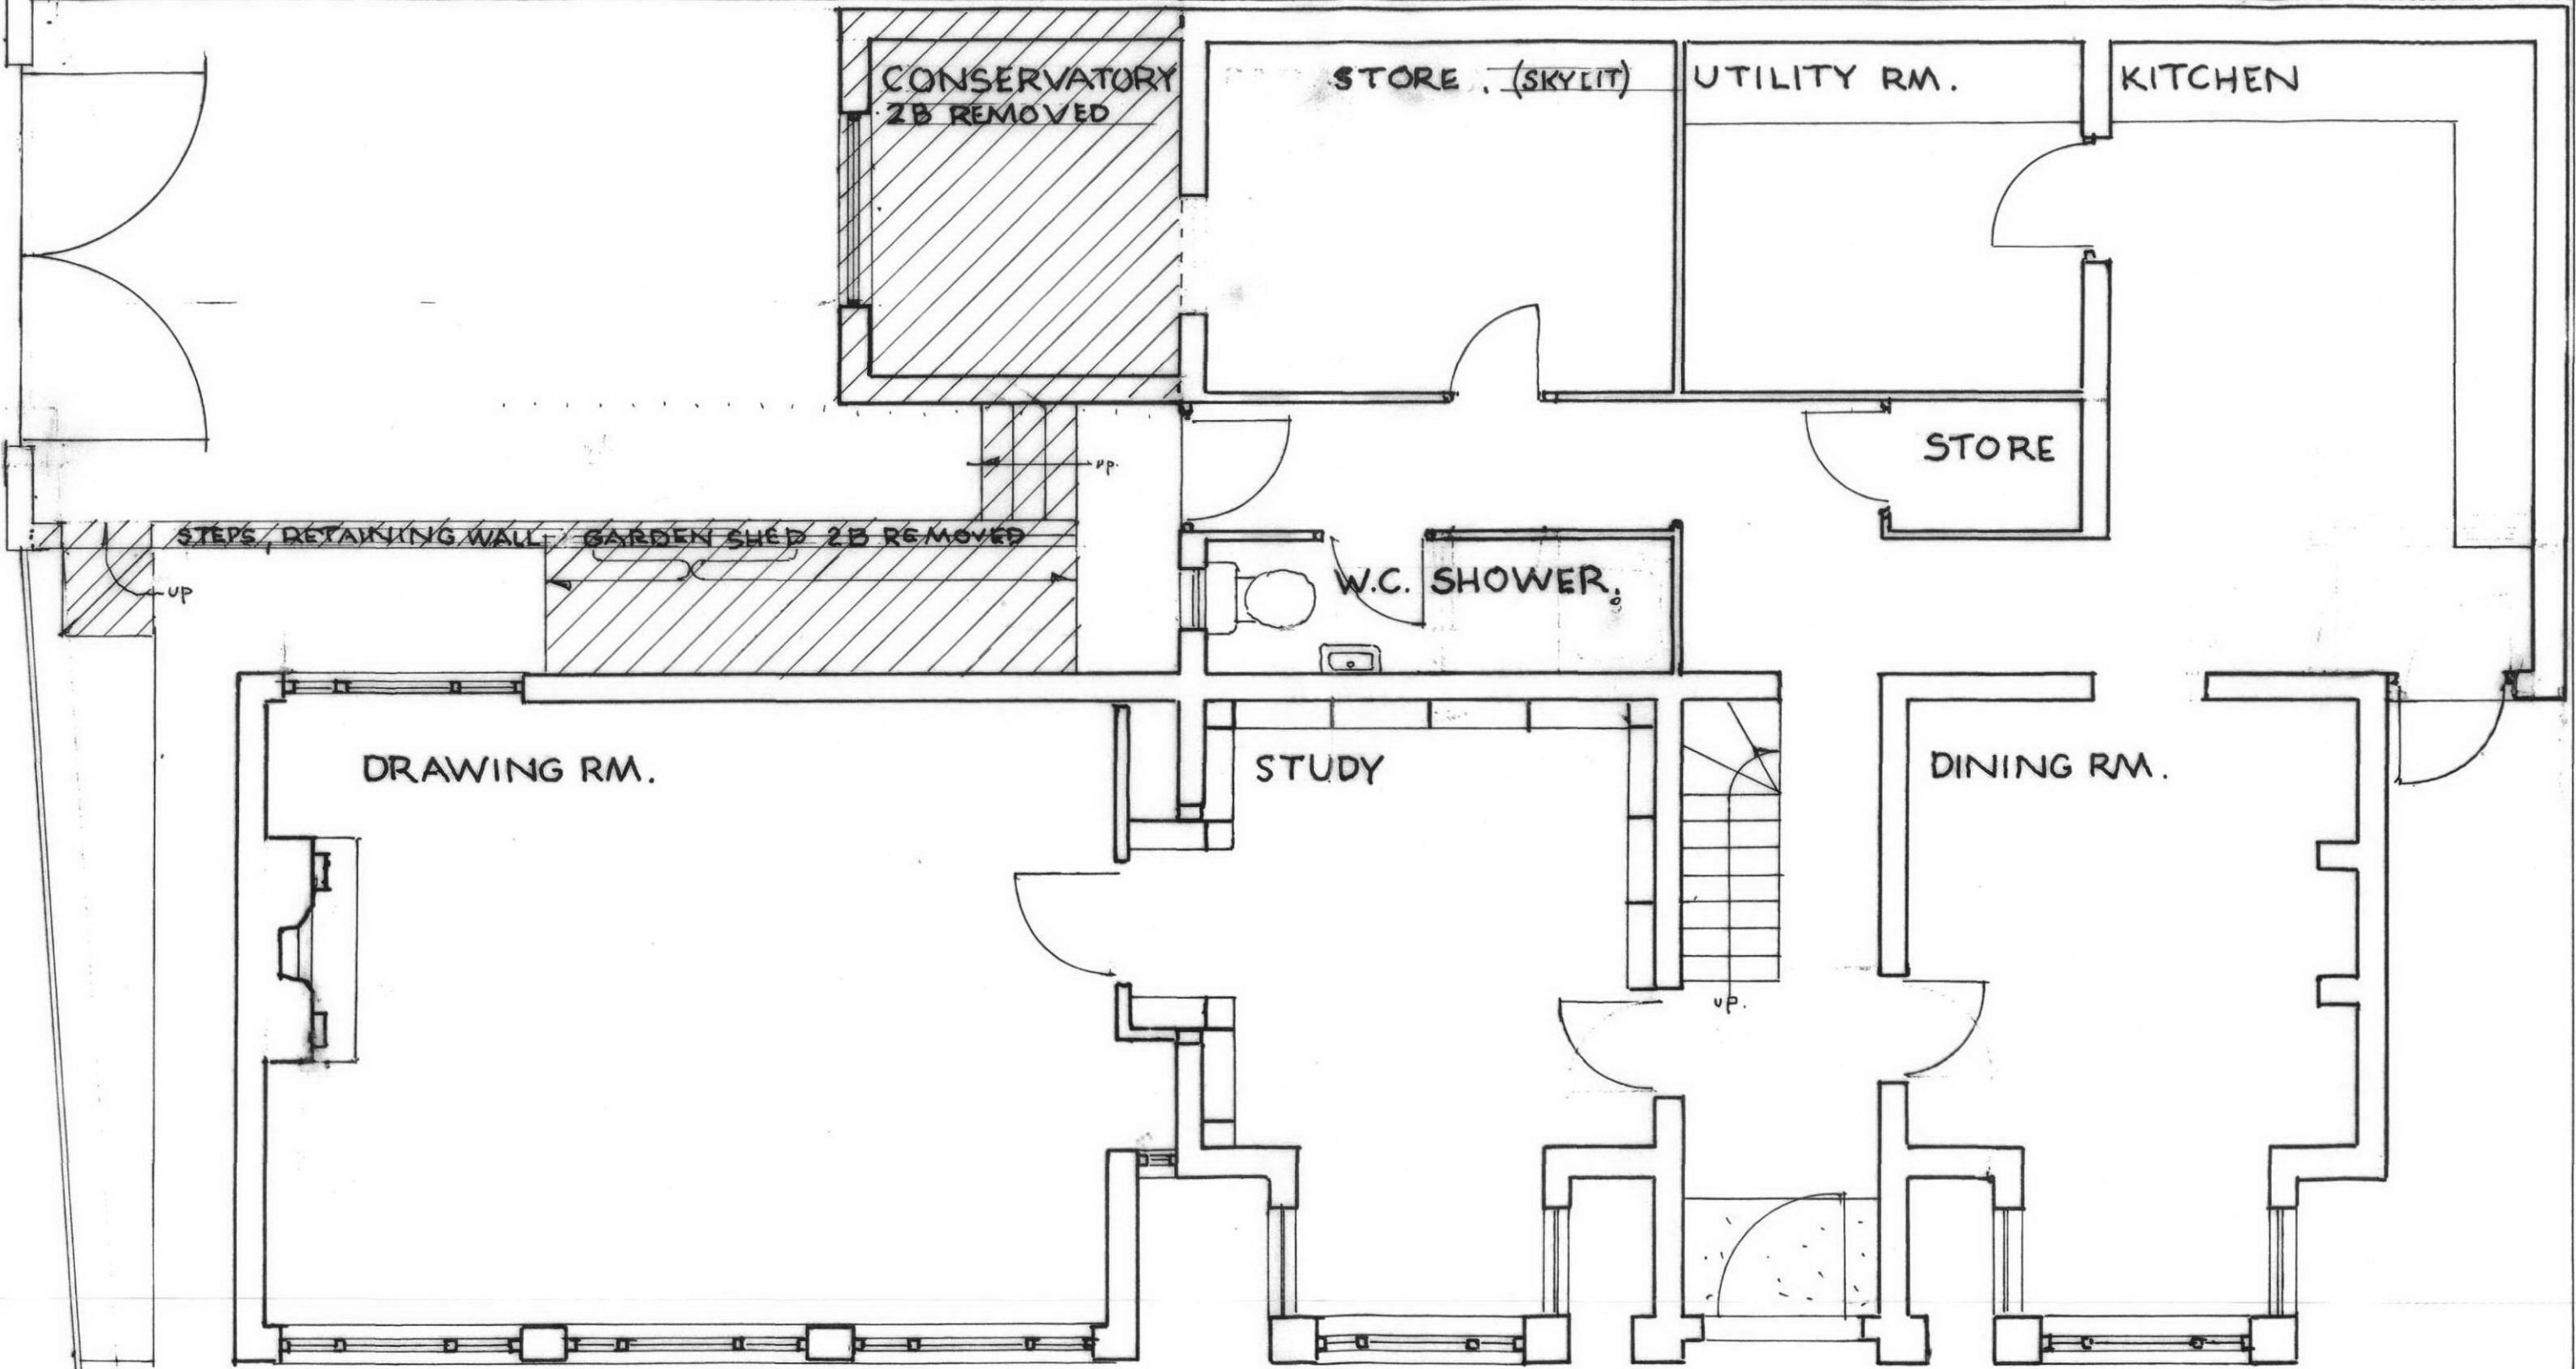 CONSERVATORY
2B REMOVED
STORE. (SKYLIT)
UTILITY RM.
KITCHEN
STORE
up.
STEPS, RETAINING WALL, GARDEN SHED 2B REMOVED
UP
W.C. SHOWER.
DRAWING RM.
STUDY
DINING RM.
up.